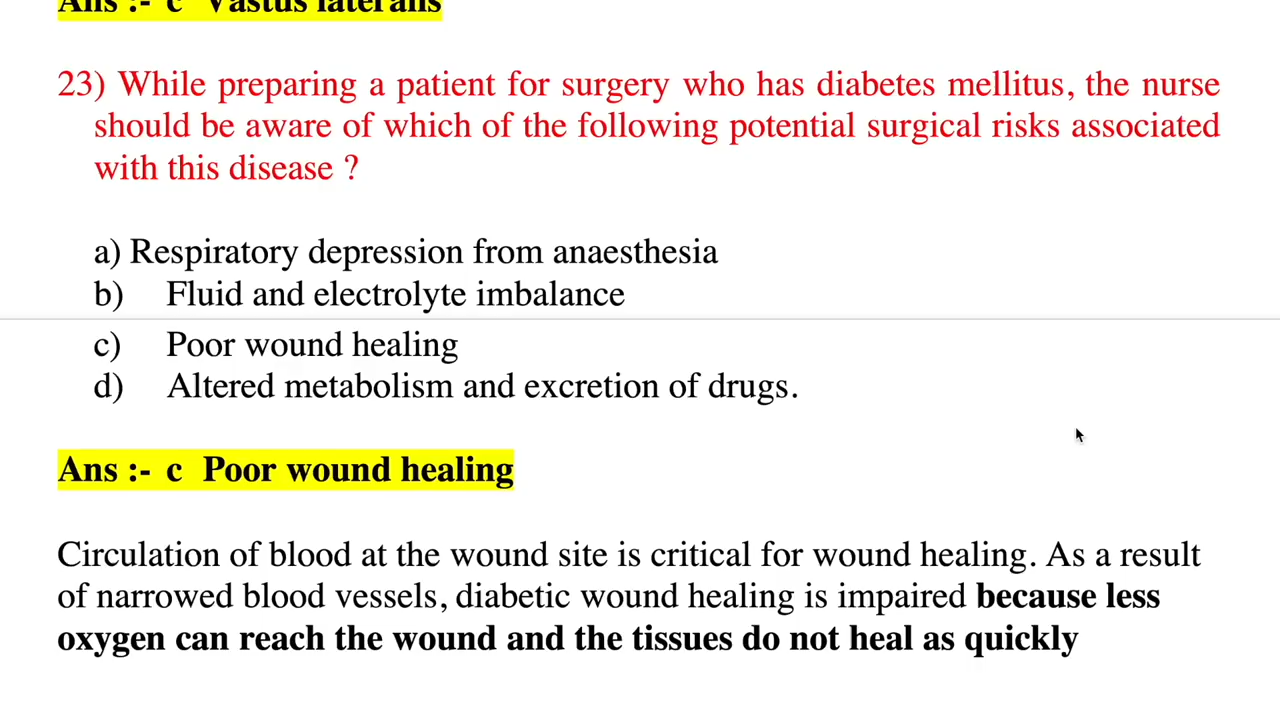 Ans :- c Vastus lateralis
23) While preparing a patient for surgery who has diabetes mellitus, the nurse
should be aware of which of the following potential surgical risks associated
with this disease ?
a) Respiratory depression from anaesthesia
b) Fluid and electrolyte imbalance
c) Poor wound healing
d) Altered metabolism and excretion of drugs.
Ans :- c Poor wound healing
Circulation of blood at the wound site is critical for wound healing. As a result
of narrowed blood vessels, diabetic wound healing is impaired because less
oxygen can reach the wound and the tissues do not heal as quickly